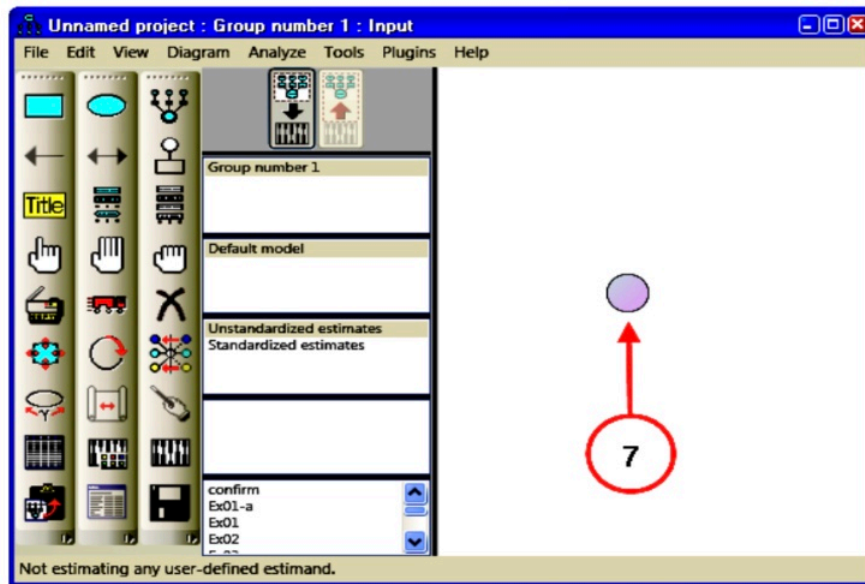 Unnamed project : Group number 1 : Input
File Edit View Diagram Analyze Tools Plugins Help
Title
Group number 1
Default model
Unstandardized estimates
Standardized estimates
7
confirm
Ex01-a
Ex01
Ex02
Not estimating any user-defined estimand.